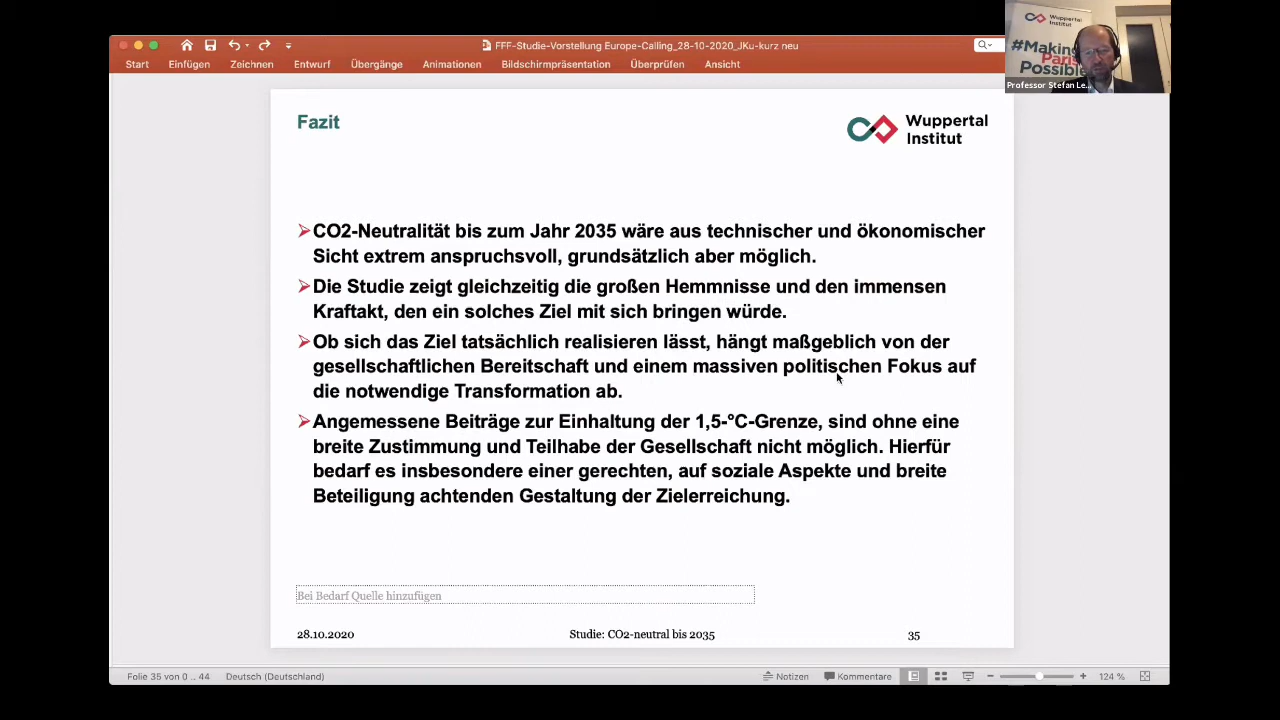 Wuppertal
Institut
#Making
Paris
Possible
Professor Stefan Le...
FFF-Studie-Vorstellung Europe-Calling_28-10-2020_JKu-kurz neu
Start Einfügen Zeichnen Entwurf Übergänge Animationen Bildschirmpräsentation Überprüfen Ansicht
Fazit
Wuppertal
Institut
CO2-Neutralität bis zum Jahr 2035 wäre aus technischer und ökonomischer
Sicht extrem anspruchsvoll, grundsätzlich aber möglich.
Die Studie zeigt gleichzeitig die großen Hemmnisse und den immensen
Kraftakt, den ein solches Ziel mit sich bringen würde.
Ob sich das Ziel tatsächlich realisieren lässt, hängt maßgeblich von der
gesellschaftlichen Bereitschaft und einem massiven politischen Fokus auf
die notwendige Transformation ab.
Angemessene Beiträge zur Einhaltung der 1,5-°C-Grenze, sind ohne eine
breite Zustimmung und Teilhabe der Gesellschaft nicht möglich. Hierfür
bedarf es insbesondere einer gerechten, auf soziale Aspekte und breite
Beteiligung achtenden Gestaltung der Zielerreichung.
Bei Bedarf Quelle hinzufügen
28.10.2020 Studie: CO2-neutral bis 2035 35
Folie 35 von 0 .. 44 Deutsch (Deutschland) Notizen Kommentare 124 %